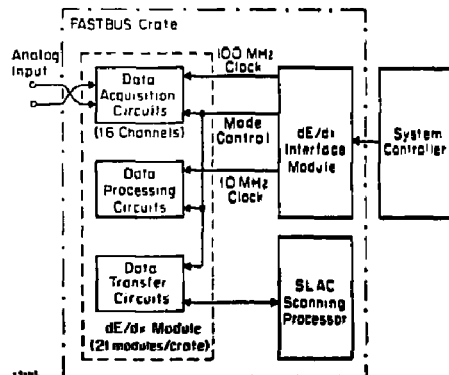 FASTBUS Crate
Analog
Input
Data
Acquisition
Circuits
(16 Channels)
100 MHz
Clock
Mode
Control
dE/dx
Interface
Module
System
Controller
Data
Processing
Circuits
10 MHz
Clock
Data
Transfer
Circuits
SLAC
Scanning
Processor
dE/dx Module
(21 modules/crate)